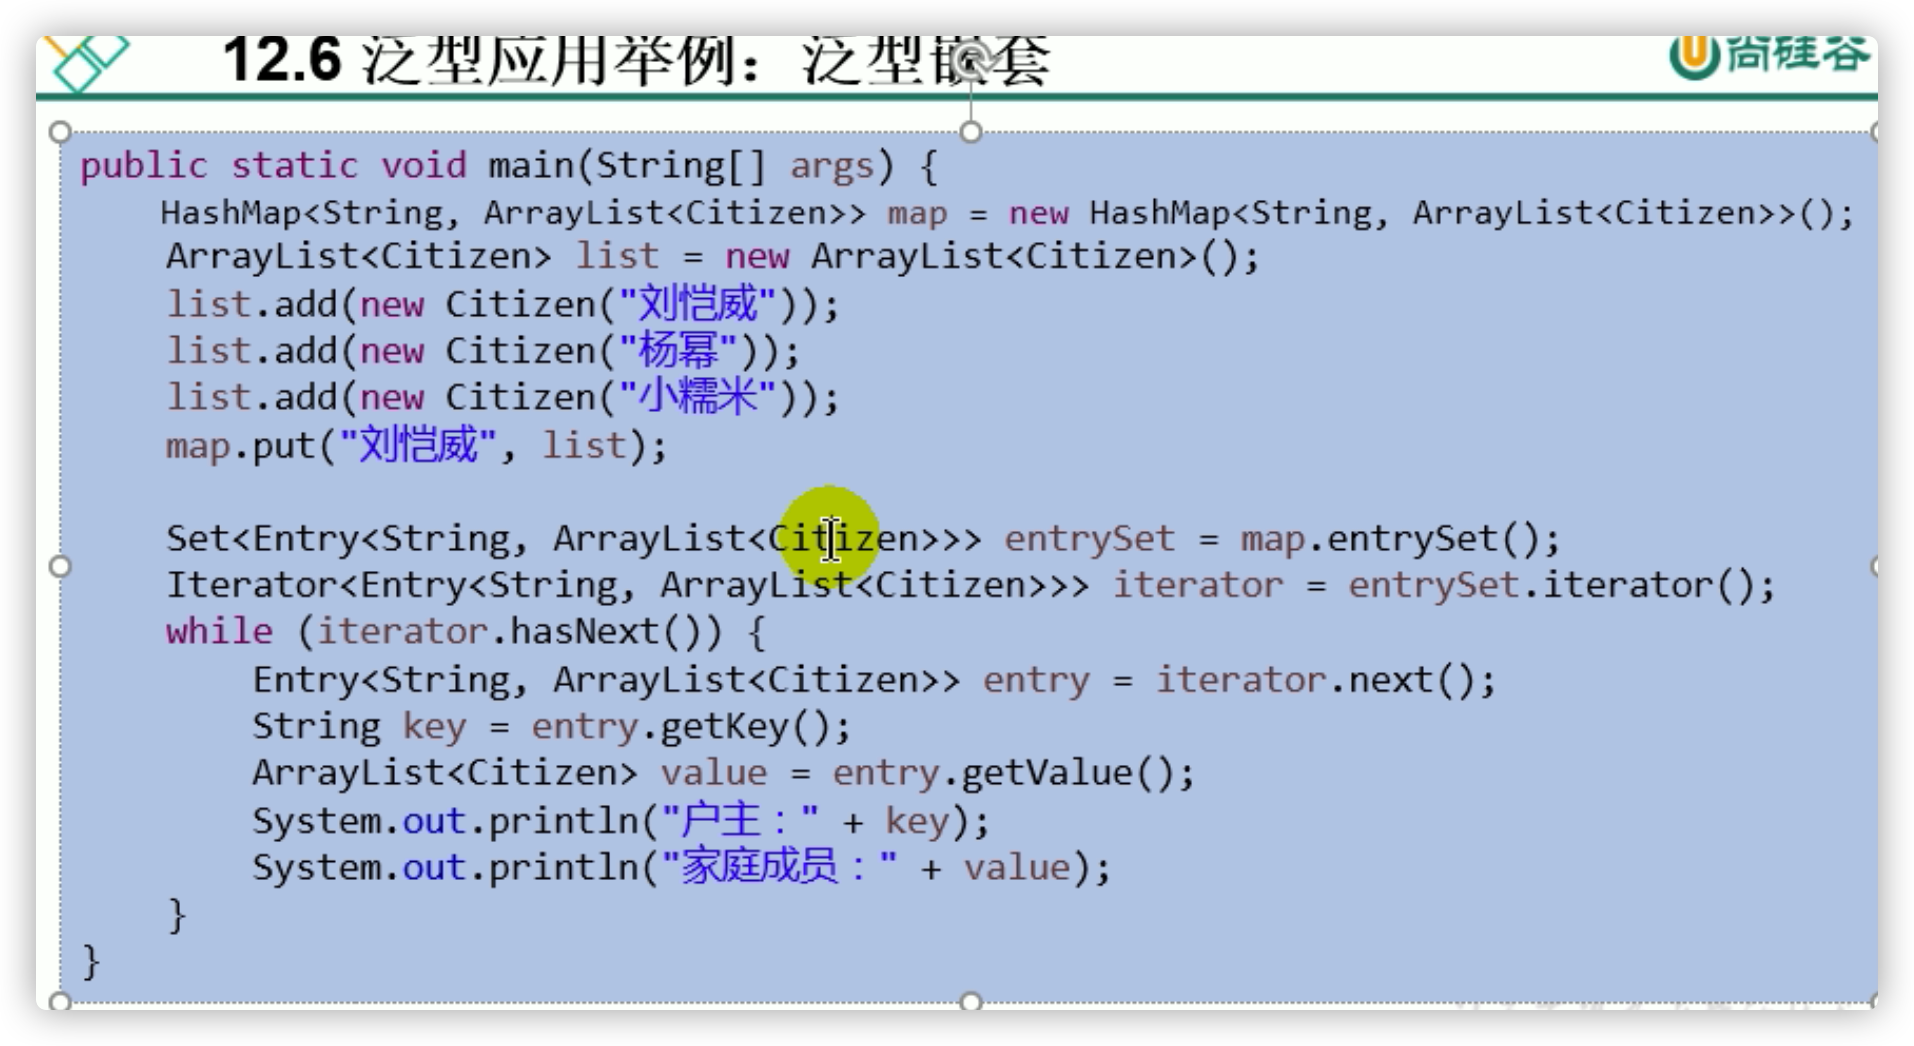 12.6 泛型应用举例：泛型嵌套
尚硅谷
public static void main(String[] args) {
HashMap<String, ArrayList<Citizen>> map = new HashMap<String, ArrayList<Citizen>>();
ArrayList<Citizen> list = new ArrayList<Citizen>();
list.add(new Citizen("刘恺威"));
list.add(new Citizen("杨幂"));
list.add(new Citizen("小糯米"));
map.put("刘恺威", list);
Set<Entry<String, ArrayList<Citizen>>> entrySet = map.entrySet();
Iterator<Entry<String, ArrayList<Citizen>>> iterator = entrySet.iterator();
while (iterator.hasNext()) {
Entry<String, ArrayList<Citizen>> entry = iterator.next();
String key = entry.getKey();
ArrayList<Citizen> value = entry.getValue();
System.out.println("户主：" + key);
System.out.println("家庭成员：" + value);
}
}